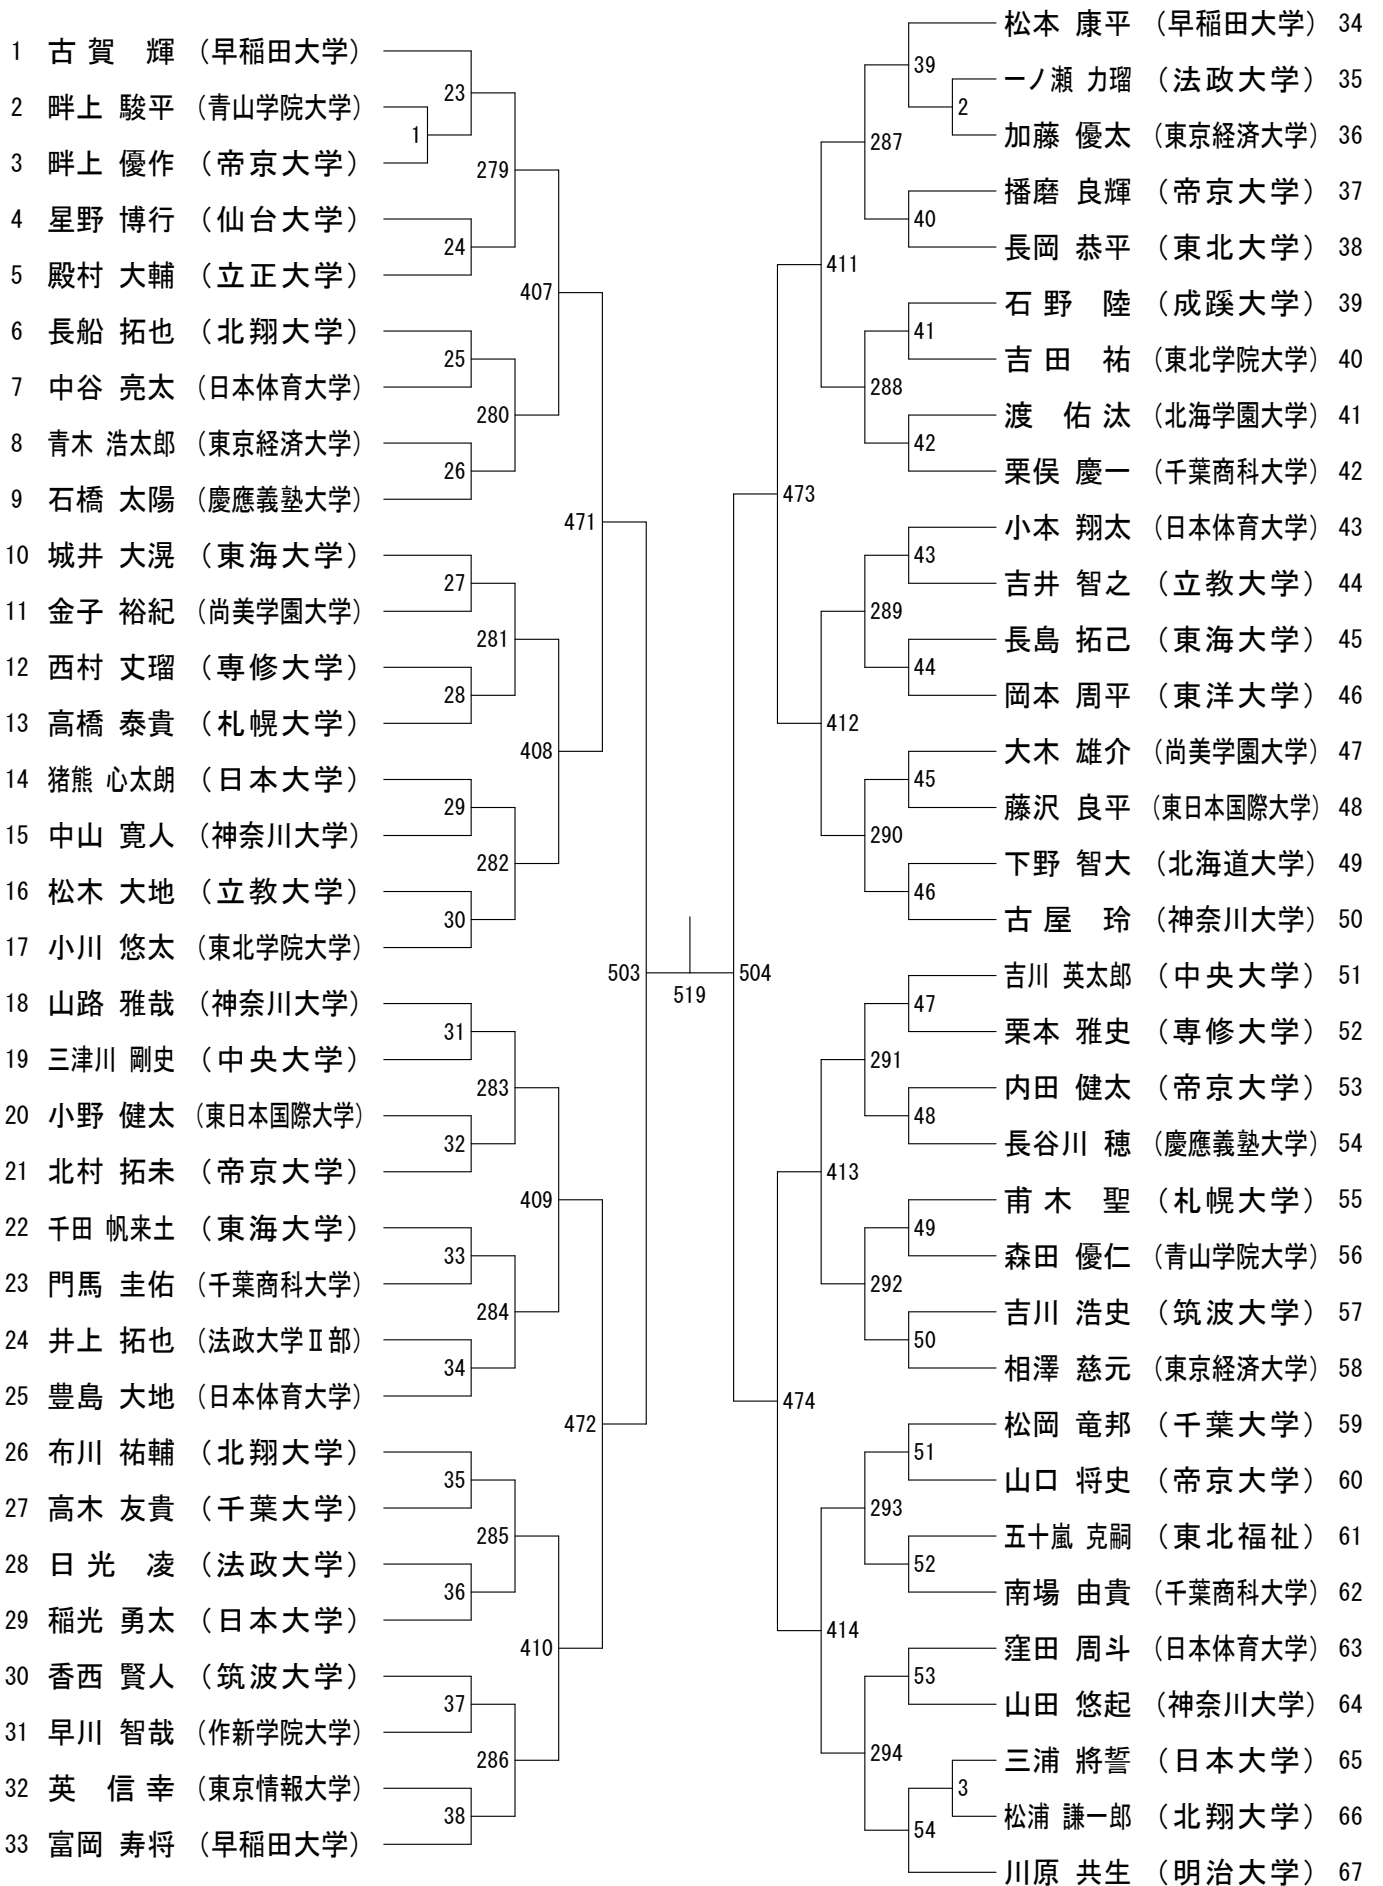 1 古賀 輝 (早稲田大学)
2 畔上 駿平 (青山学院大学)
3 畔上 優作 (帝京大学)
4 星野 博行 (仙台大学)
5 殿村 大輔 (立正大学)
6 長船 拓也 (北翔大学)
7 中谷 亮太 (日本体育大学)
8 青木 浩太郎 (東京経済大学)
9 石橋 太陽 (慶應義塾大学)
10 城井 大滉 (東海大学)
11 金子 裕紀 (尚美学園大学)
12 西村 丈瑠 (専修大学)
13 高橋 泰貴 (札幌大学)
14 猪熊 心太朗 (日本大学)
15 中山 寛人 (神奈川大学)
16 松木 大地 (立教大学)
17 小川 悠太 (東北学院大学)
18 山路 雅哉 (神奈川大学)
19 三津川 剛史 (中央大学)
20 小野 健太 (東日本国際大学)
21 北村 拓未 (帝京大学)
22 千田 帆来土 (東海大学)
23 門馬 圭佑 (千葉商科大学)
24 井上 拓也 (法政大学Ⅱ部)
25 豊島 大地 (日本体育大学)
26 布川 祐輔 (北翔大学)
27 高木 友貴 (千葉大学)
28 日光 凌 (法政大学)
29 稲光 勇太 (日本大学)
30 香西 賢人 (筑波大学)
31 早川 智哉 (作新学院大学)
32 英 信幸 (東京情報大学)
33 富岡 寿将 (早稲田大学)
1
23
24
25
26
27
28
29
30
31
32
33
34
35
36
37
38
279
280
281
282
283
284
285
286
407
408
409
410
471
472
503
519
504
473
474
411
412
413
414
287
288
289
290
291
292
293
294
39
40
41
42
43
44
45
46
47
48
49
50
51
52
53
54
2
3
松本 康平 (早稲田大学) 34
一ノ瀬 力瑠 (法政大学) 35
加藤 優太 (東京経済大学) 36
播磨 良輝 (帝京大学) 37
長岡 恭平 (東北大学) 38
石野 陸 (成蹊大学) 39
吉田 祐 (東北学院大学) 40
渡 佑汰 (北海学園大学) 41
栗俣 慶一 (千葉商科大学) 42
小本 翔太 (日本体育大学) 43
吉井 智之 (立教大学) 44
長島 拓己 (東海大学) 45
岡本 周平 (東洋大学) 46
大木 雄介 (尚美学園大学) 47
藤沢 良平 (東日本国際大学) 48
下野 智大 (北海道大学) 49
古屋 玲 (神奈川大学) 50
吉川 英太郎 (中央大学) 51
栗本 雅史 (専修大学) 52
内田 健太 (帝京大学) 53
長谷川 穂 (慶應義塾大学) 54
甫木 聖 (札幌大学) 55
森田 優仁 (青山学院大学) 56
吉川 浩史 (筑波大学) 57
相澤 慈元 (東京経済大学) 58
松岡 竜邦 (千葉大学) 59
山口 将史 (帝京大学) 60
五十嵐 克嗣 (東北福祉) 61
南場 由貴 (千葉商科大学) 62
窪田 周斗 (日本体育大学) 63
山田 悠起 (神奈川大学) 64
三浦 將誓 (日本大学) 65
松浦 謙一郎 (北翔大学) 66
川原 共生 (明治大学) 67